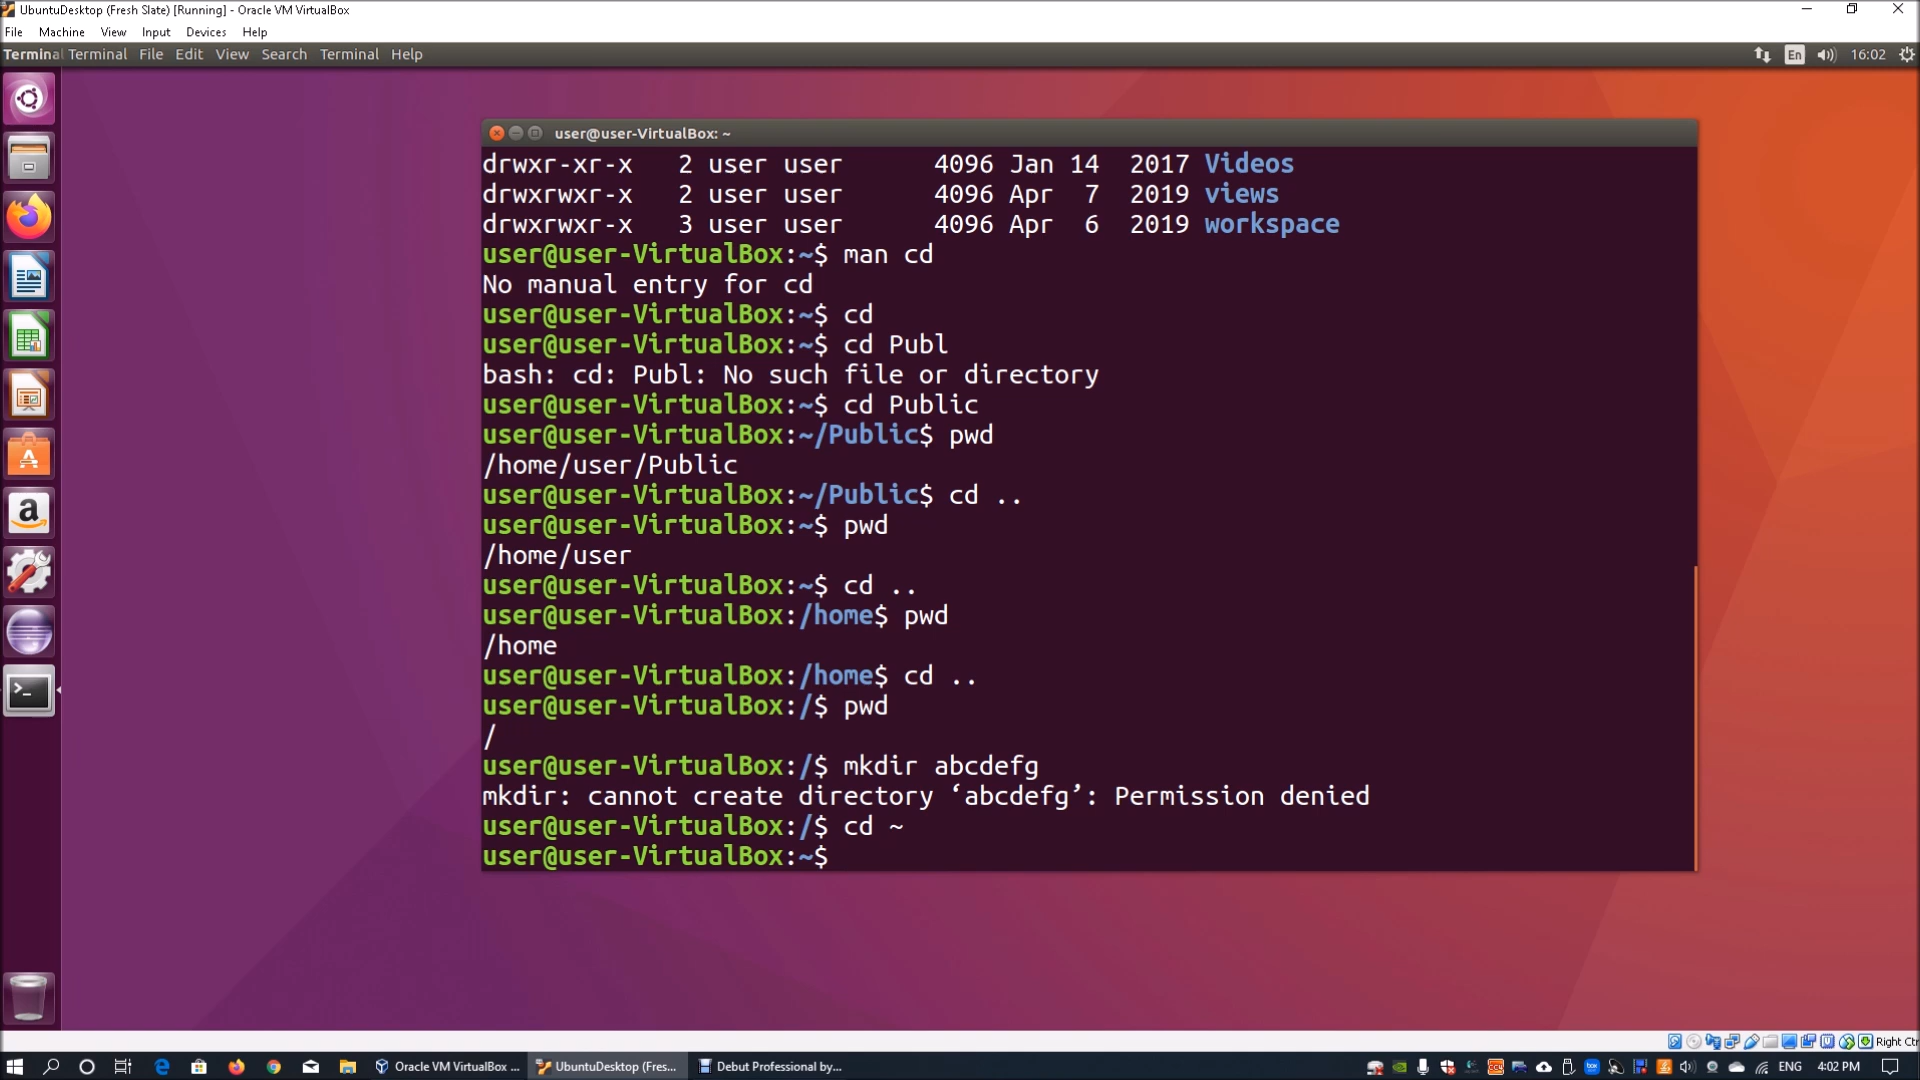 UbuntuDesktop (Fresh Slate) [Running] - Oracle VM VirtualBox
File Machine View Input Devices Help
Termina Terminal File Edit View Search Terminal Help
En 16:02
user@user-VirtualBox: ~
drwxr-xr-x 2 user user 4096 Jan 14 2017 Videos
drwxrwxr-x 2 user user 4096 Apr 7 2019 views
drwxrwxr-x 3 user user 4096 Apr 6 2019 workspace
user@user-VirtualBox:~$ man cd
No manual entry for cd
user@user-VirtualBox:~$ cd
user@user-VirtualBox:~$ cd Publ
bash: cd: Publ: No such file or directory
user@user-VirtualBox:~$ cd Public
user@user-VirtualBox:~/Public$ pwd
/home/user/Public
user@user-VirtualBox:~/Public$ cd ..
user@user-VirtualBox:~$ pwd
/home/user
user@user-VirtualBox:~$ cd ..
user@user-VirtualBox:/home$ pwd
/home
user@user-VirtualBox:/home$ cd ..
user@user-VirtualBox:/$ pwd
/
user@user-VirtualBox:/$ mkdir abcdefg
mkdir: cannot create directory ‘abcdefg’: Permission denied
user@user-VirtualBox:/$ cd ~
user@user-VirtualBox:~$
Right Ctr
Oracle VM VirtualBox ... UbuntuDesktop (Fres... Debut Professional by... ENG 4:02 PM